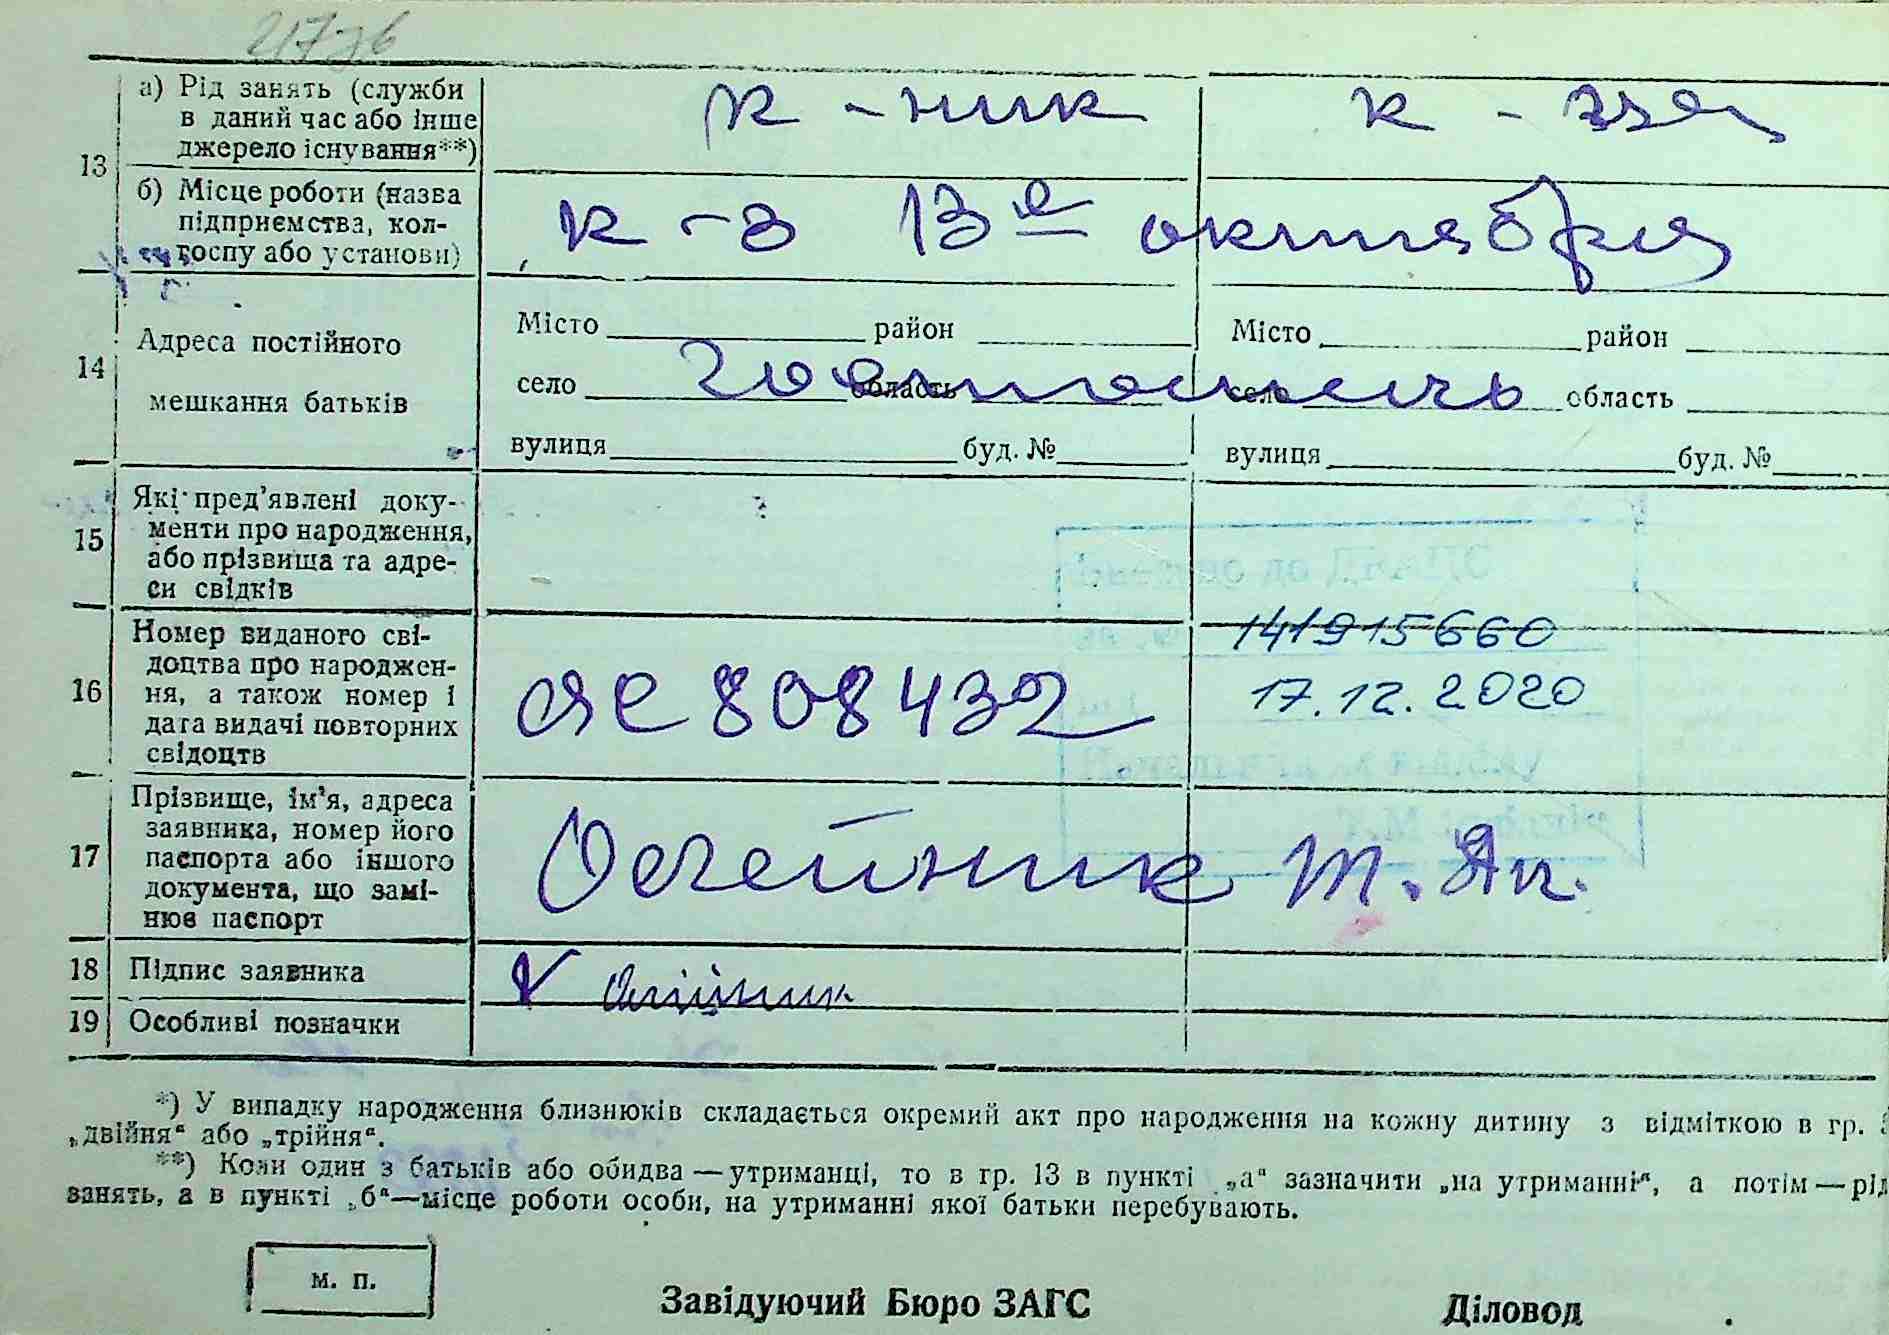 13 а) Рід занять (служби в даний час або інше джерело існування**)
к-ник
б) Місце роботи (назва підприємства, колгоспу або установи)
к-з 13е октября
14 Адреса постійного мешкання батьків
Місто район Місто район
село область село область
вулиця буд. № вулиця буд. №
15 Які пред’явлені документи про народження, або прізвища та адреси свідків
16 Номер виданого свідоцтва про народження, а також номер і дата видачі повторних свідоцтв
808432
141915660
17.12.2020
17 Прізвище, ім’я, адреса заявника, номер його паспорта або іншого документа, що замінює паспорт
18 Підпис заявника
19 Особливі позначки
*) У випадку народження близнюків складається окремий акт про народження на кожну дитину з відміткою в гр.
„двійня“ або „трійня“.
**) Коли один з батьків або обидва — утриманці, то в гр. 13 в пункті „а“ зазначити „на утриманні“, а потім — рід
занять, а в пункті „б“—місце роботи особи, на утриманні якої батьки перебувають.
м. п.
Завідуючий Бюро ЗАГС Діловод